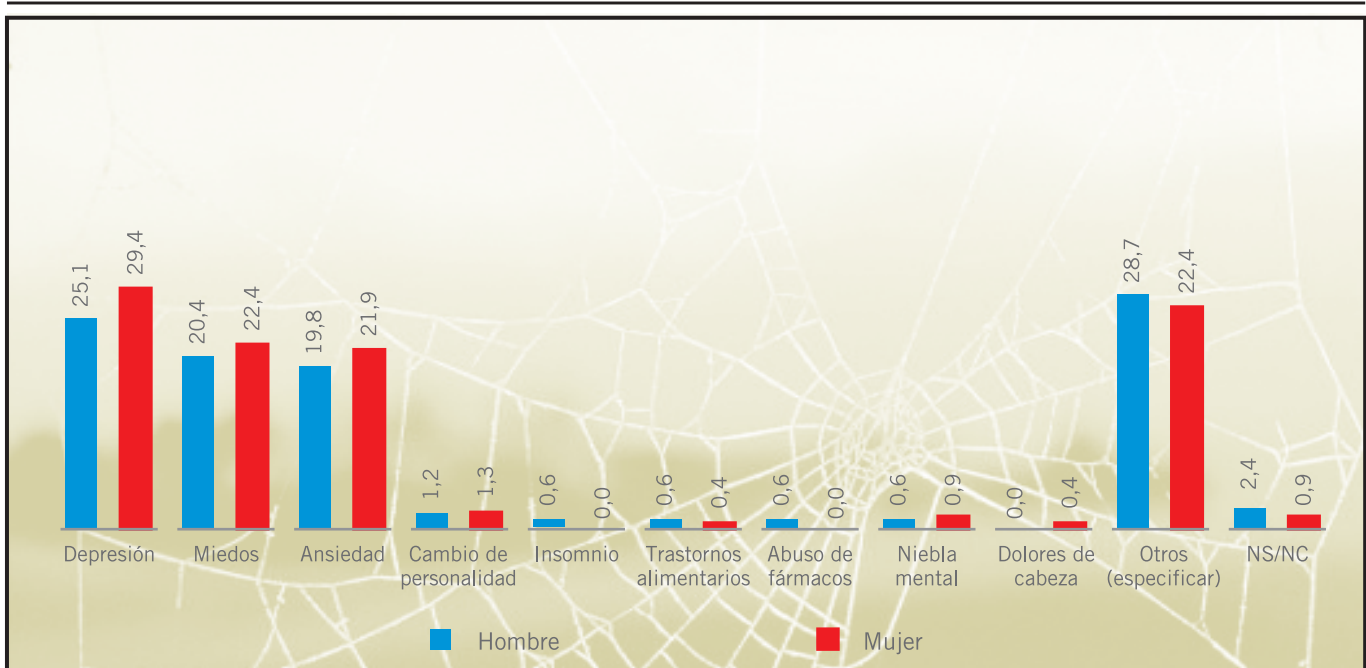 25,1
29,4
20,4
22,4
19,8
21,9
1,2
1,3
0,6
0,0
0,6
0,4
0,6
0,0
0,6
0,9
0,0
0,4
28,7
22,4
2,4
0,9
Depresión
Miedos
Ansiedad
Cambio de
personalidad
Insomnio
Trastornos
alimentarios
Abuso de
fármacos
Niebla
mental
Dolores de
cabeza
Otros
(especificar)
NS/NC
Hombre
Mujer